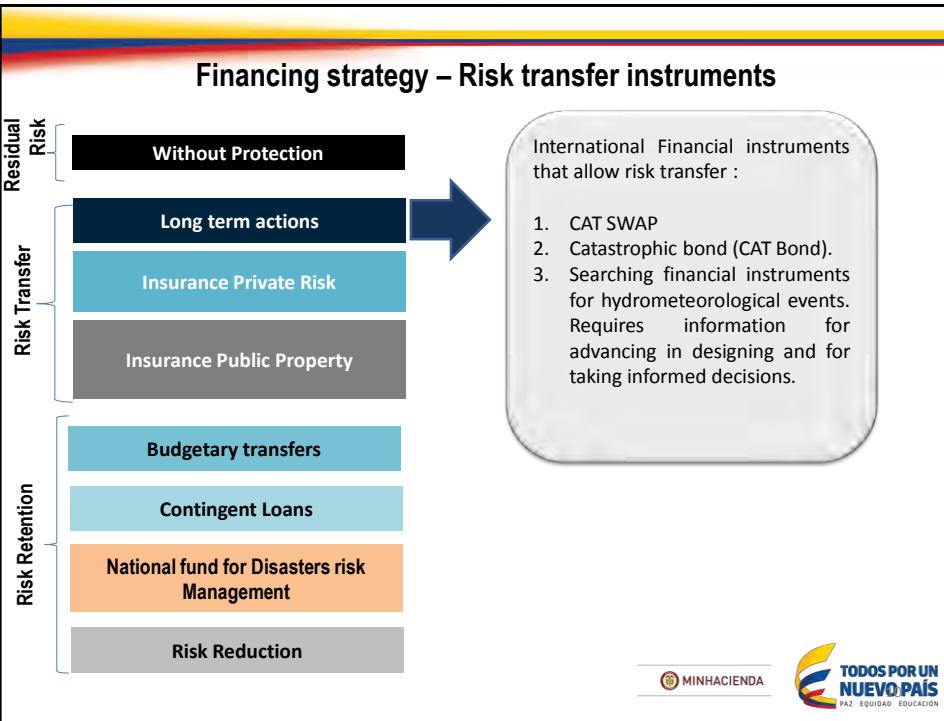 Financing strategy – Risk transfer instruments
Residual
Risk
Without Protection
Risk Transfer
Long term actions
Insurance Private Risk
Insurance Public Property
Risk Retention
Budgetary transfers
Contingent Loans
National fund for Disasters risk
Management
Risk Reduction
International Financial instruments
that allow risk transfer :
1. CAT SWAP
2. Catastrophic bond (CAT Bond).
3. Searching financial instruments
for hydrometeorological events.
Requires information for
advancing in designing and for
taking informed decisions.
MINHACIENDA
TODOS POR UN
NUEVO PAÍS
PAZ EQUIDAD EDUCACIÓN